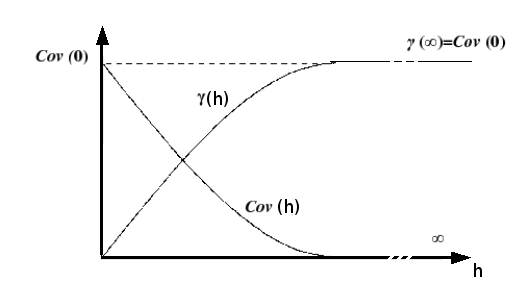 γ (∞)=Cov (0)
Cov (0)
γ(h)
Cov (h)
∞
h